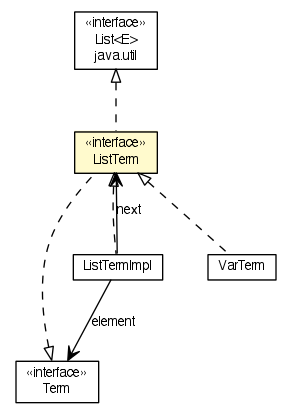 «interface»
List<E>
java.util
«interface»
ListTerm
next
ListTermImpl
VarTerm
element
«interface»
Term